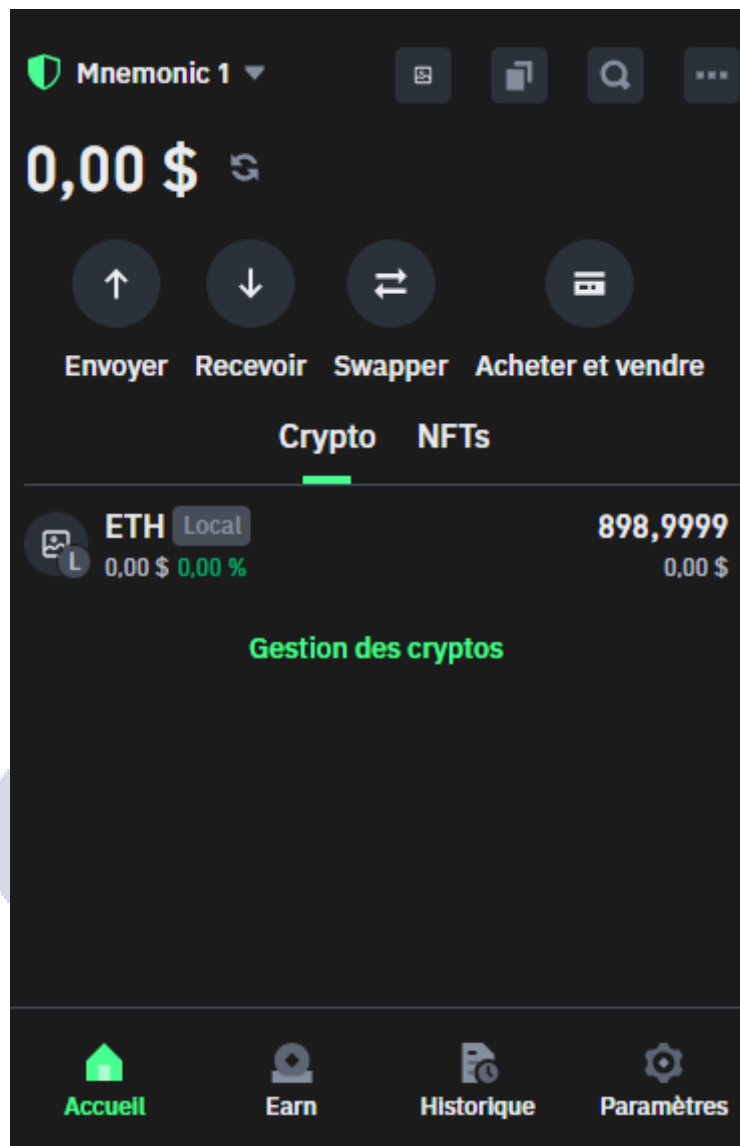 Mnemonic 1
0,00 $
Envoyer Recevoir Swapper Acheter et vendre
Crypto NFTs
ETH Local 898,9999
L 0,00 $ 0,00 % 0,00 $
Gestion des cryptos
Accueil Earn Historique Paramètres